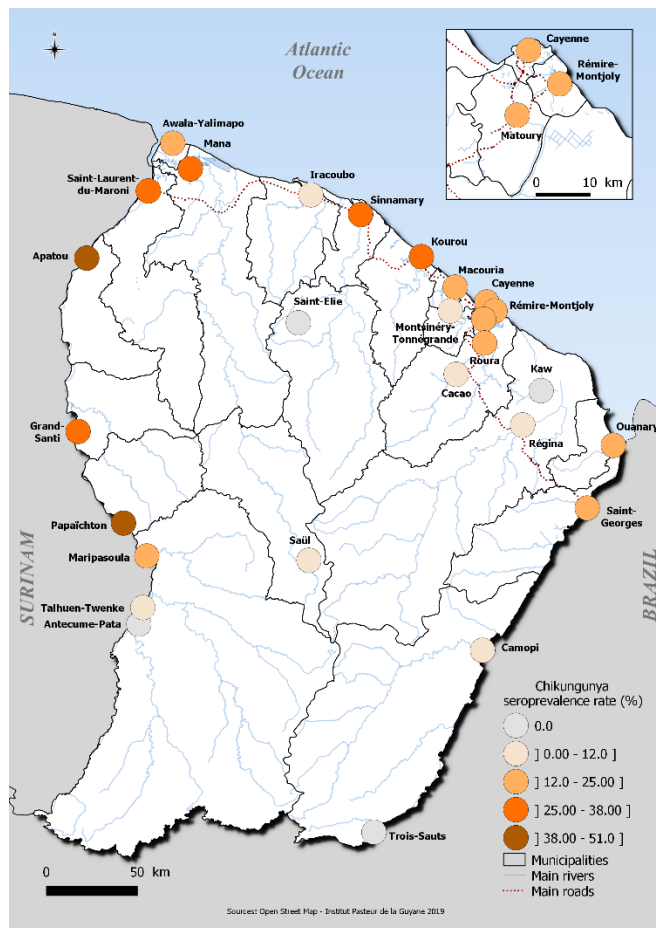 Atlantic
Ocean
Cayenne
Rémire-
Montjoly
Matoury
0 10 km
Awala-Yalimapo
Mana
Saint-Laurent-
du-Maroni
Iracoubo
Sinnamary
Apatou
Kourou
Macouria
Cayenne
Saint-Elie
Rémire-Montjoly
Montsinéry-
Tonnégrande
Roura
Kaw
Cacao
Grand-
Santi
Ouanary
Régina
Saint-
Georges
Papaïchton
Maripasoula
Saül
SURINAM
BRAZIL
Talhuen-Twenke
Antecume-Pata
Camopi
Trois-Sauts
Chikungunya
seroprevalence rate (%)
0.0
] 0.00 - 12.0 ]
] 12.0 - 25.00 ]
] 25.00 - 38.00 ]
] 38.00 - 51.0 ]
Municipalities
Main rivers
Main roads
0 50 km
Sources: Open Street Map - Institut Pasteur de la Guyane 2019